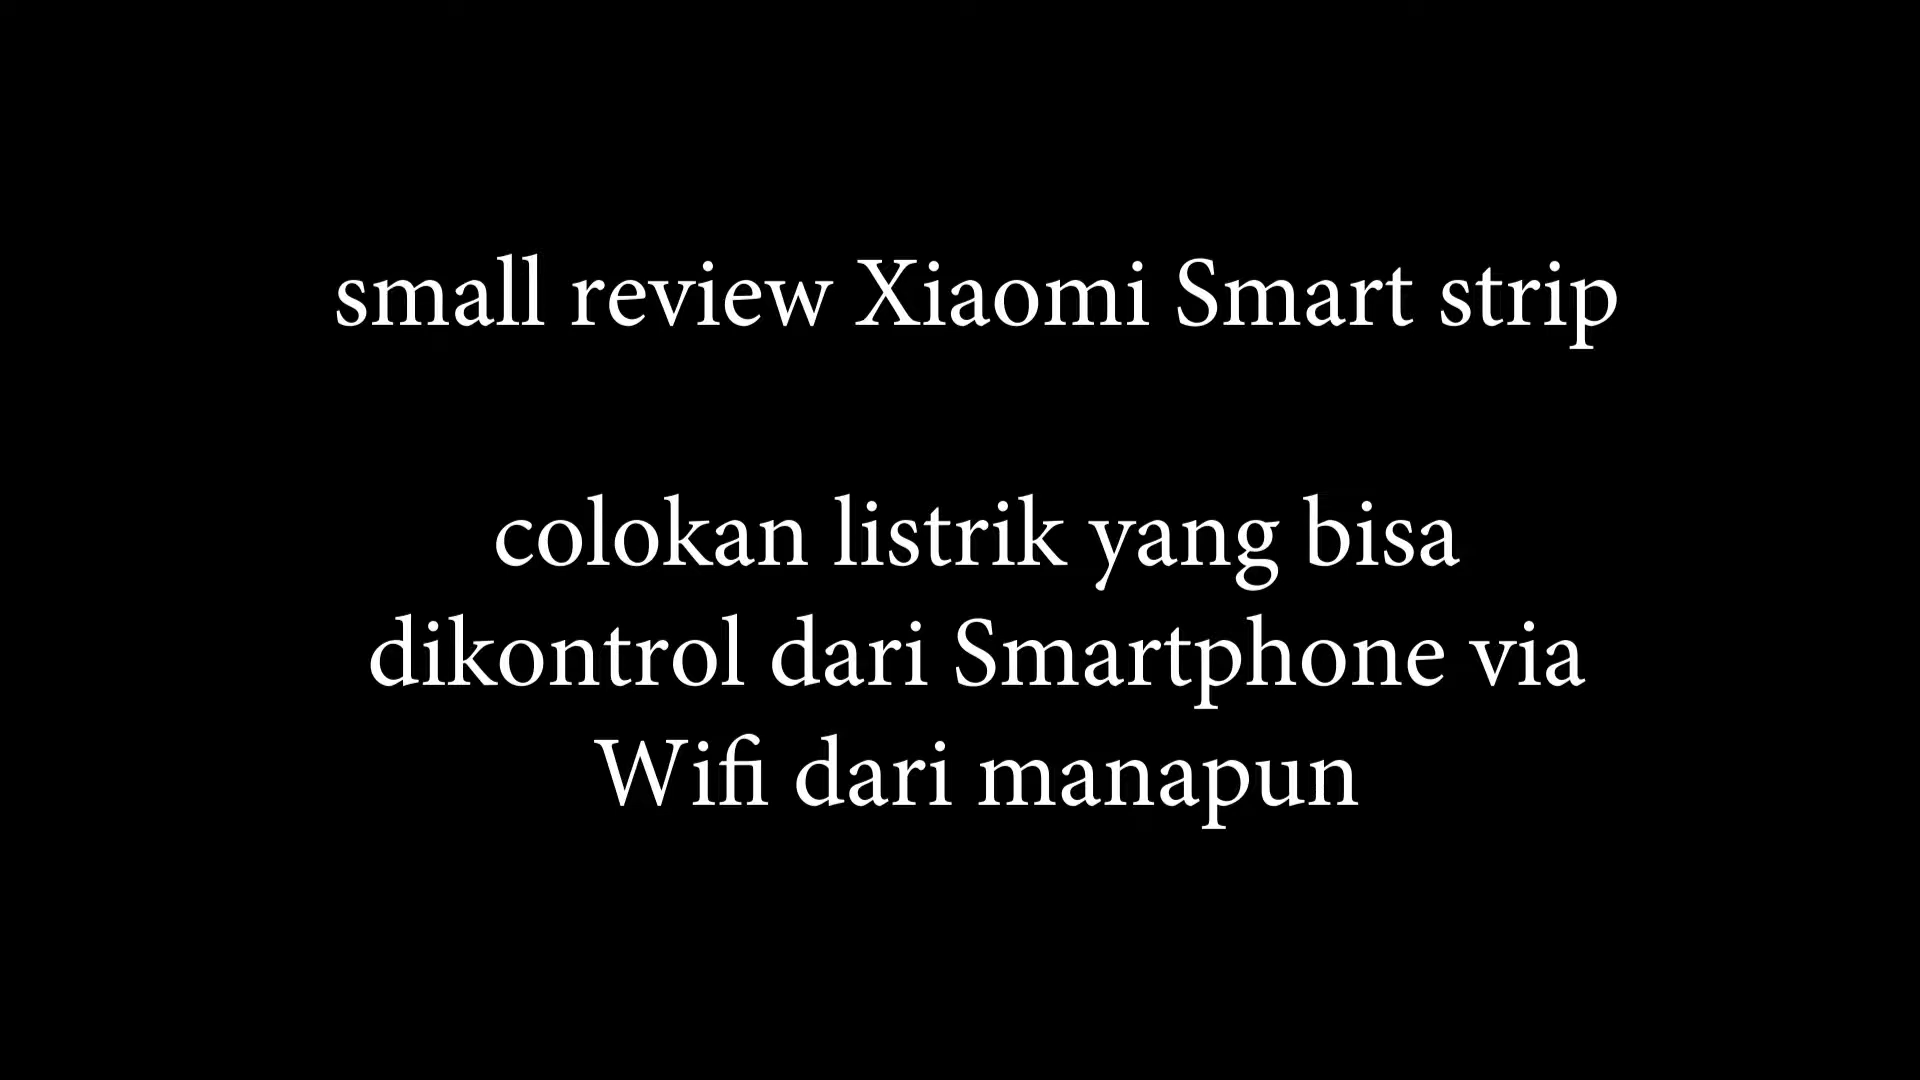 small review Xiaomi Smart strip
colokan listrik yang bisa
dikontrol dari Smartphone via
Wifi dari manapun